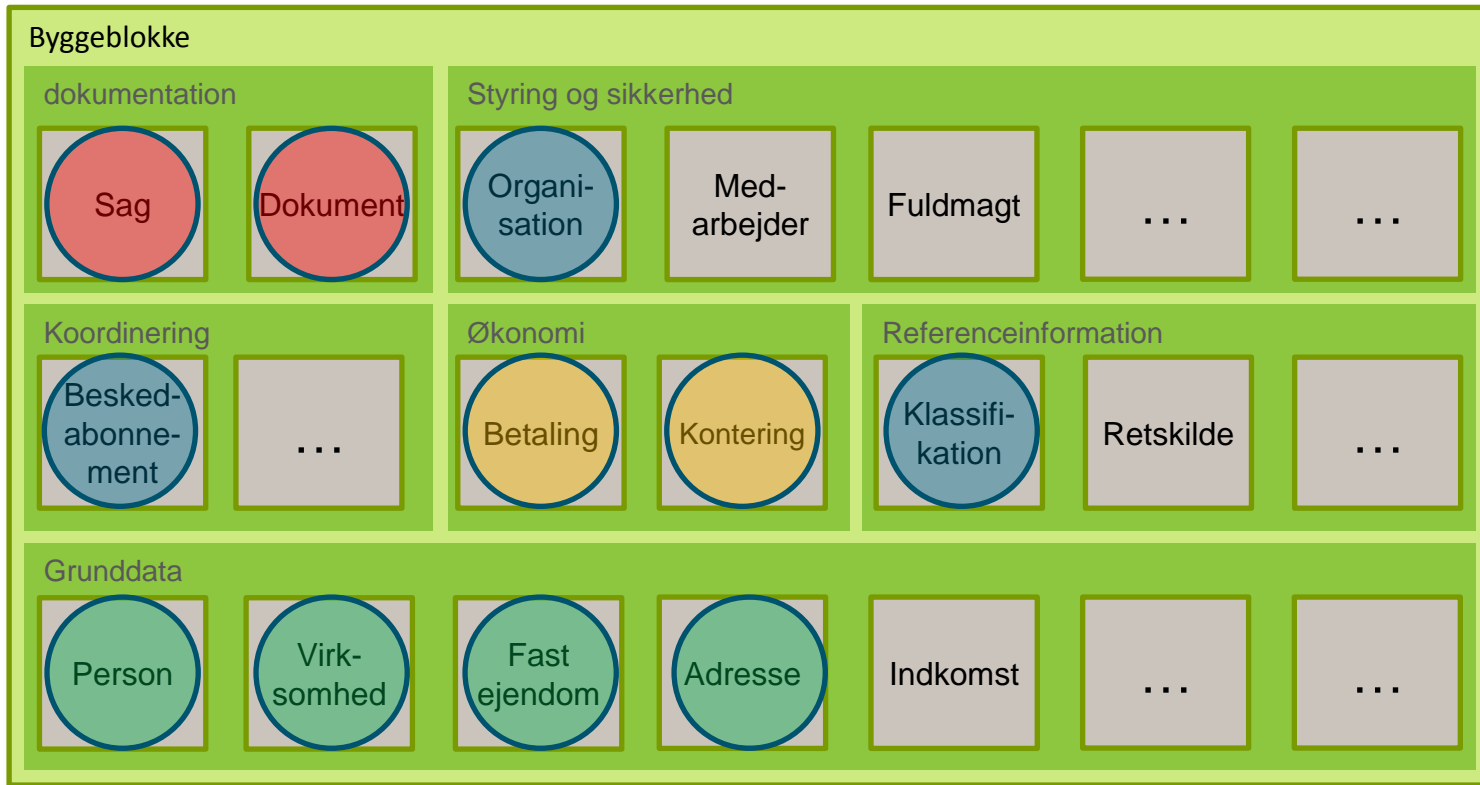 Byggeblokke
dokumentation
Sag
Dokument
Styring og sikkerhed
Organi-
sation
Med-
arbejder
Fuldmagt
...
...
Koordinering
Besked-
abonne-
ment
...
Økonomi
Betaling
Kontering
Referenceinformation
Klassifi-
kation
Retskilde
...
Grunddata
Person
Virk-
somhed
Fast
ejendom
Adresse
Indkomst
...
...